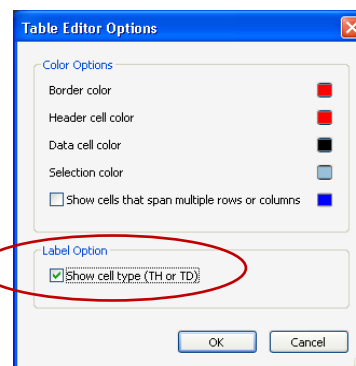 Table Editor Options
Color Options
Border color
Header cell color
Data cell color
Selection color
Show cells that span multiple rows or columns
Label Option
Show cell type (TH or TD)
OK
Cancel